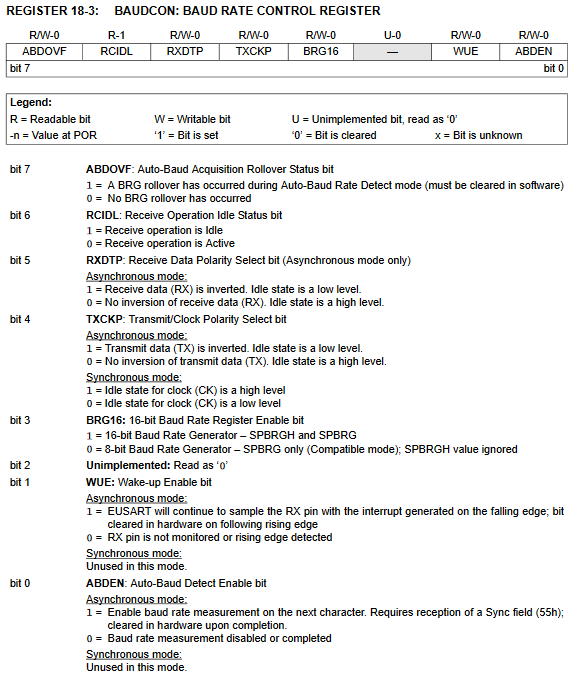 REGISTER 18-3: BAUDCON: BAUD RATE CONTROL REGISTER
R/W-0 R-1 R/W-0 R/W-0 R/W-0 U-0 R/W-0 R/W-0
ABDOVF RCIDL RXDTP TXCKP BRG16 — WUE ABDEN
bit 7 bit 0
Legend:
R = Readable bit W = Writable bit U = Unimplemented bit, read as ‘0’
-n = Value at POR ‘1’ = Bit is set ‘0’ = Bit is cleared x = Bit is unknown
bit 7 ABDOVF: Auto-Baud Acquisition Rollover Status bit
1 = A BRG rollover has occurred during Auto-Baud Rate Detect mode (must be cleared in software)
0 = No BRG rollover has occurred
bit 6 RCIDL: Receive Operation Idle Status bit
1 = Receive operation is Idle
0 = Receive operation is Active
bit 5 RXDTP: Receive Data Polarity Select bit (Asynchronous mode only)
Asynchronous mode:
1 = Receive data (RX) is inverted. Idle state is a low level.
0 = No inversion of receive data (RX). Idle state is a high level.
bit 4 TXCKP: Transmit/Clock Polarity Select bit
Asynchronous mode:
1 = Transmit data (TX) is inverted. Idle state is a low level.
0 = No inversion of transmit data (TX). Idle state is a high level.
Synchronous mode:
1 = Idle state for clock (CK) is a high level
0 = Idle state for clock (CK) is a low level
bit 3 BRG16: 16-bit Baud Rate Register Enable bit
1 = 16-bit Baud Rate Generator – SPBRGH and SPBRG
0 = 8-bit Baud Rate Generator – SPBRG only (Compatible mode); SPBRGH value ignored
bit 2 Unimplemented: Read as ‘0’
bit 1 WUE: Wake-up Enable bit
Asynchronous mode:
1 = EUSART will continue to sample the RX pin with the interrupt generated on the falling edge; bit
cleared in hardware on following rising edge
0 = RX pin is not monitored or rising edge detected
Synchronous mode:
Unused in this mode.
bit 0 ABDEN: Auto-Baud Detect Enable bit
Asynchronous mode:
1 = Enable baud rate measurement on the next character. Requires reception of a Sync field (55h);
cleared in hardware upon completion.
0 = Baud rate measurement disabled or completed
Synchronous mode:
Unused in this mode.